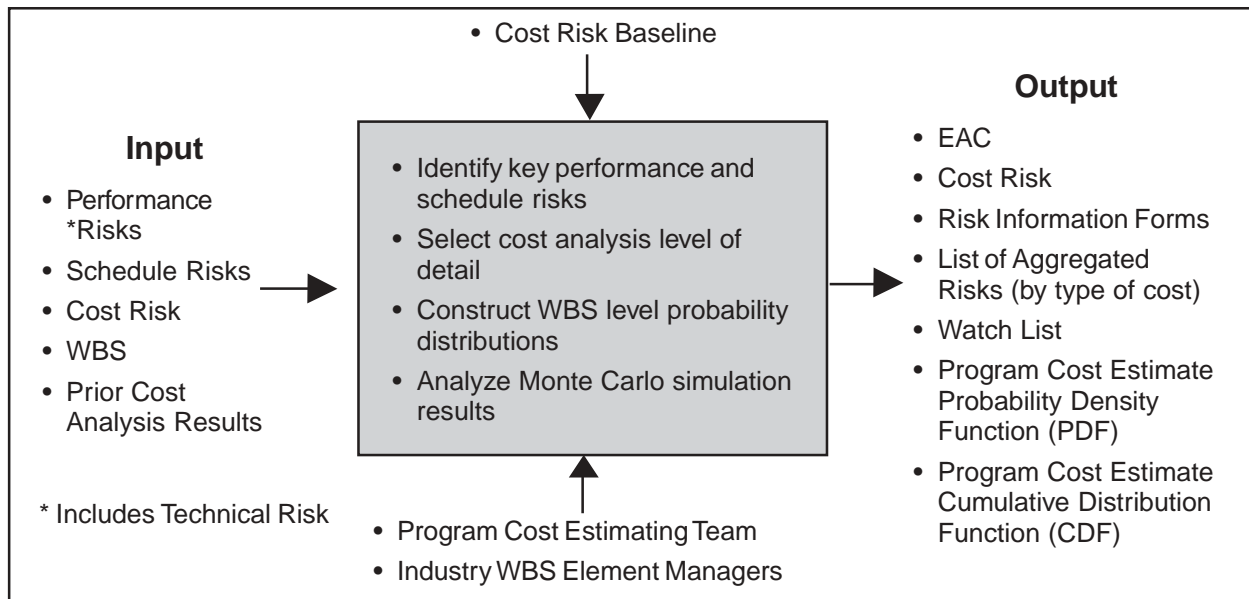 • Cost Risk Baseline
Input
• Performance
*Risks
• Schedule Risks
• Cost Risk
• WBS
• Prior Cost
Analysis Results
* Includes Technical Risk
• Identify key performance and
schedule risks
• Select cost analysis level of
detail
• Construct WBS level probability
distributions
• Analyze Monte Carlo simulation
results
• Program Cost Estimating Team
• Industry WBS Element Managers
Output
• EAC
• Cost Risk
• Risk Information Forms
• List of Aggregated
Risks (by type of cost)
• Watch List
• Program Cost Estimate
Probability Density
Function (PDF)
• Program Cost Estimate
Cumulative Distribution
Function (CDF)